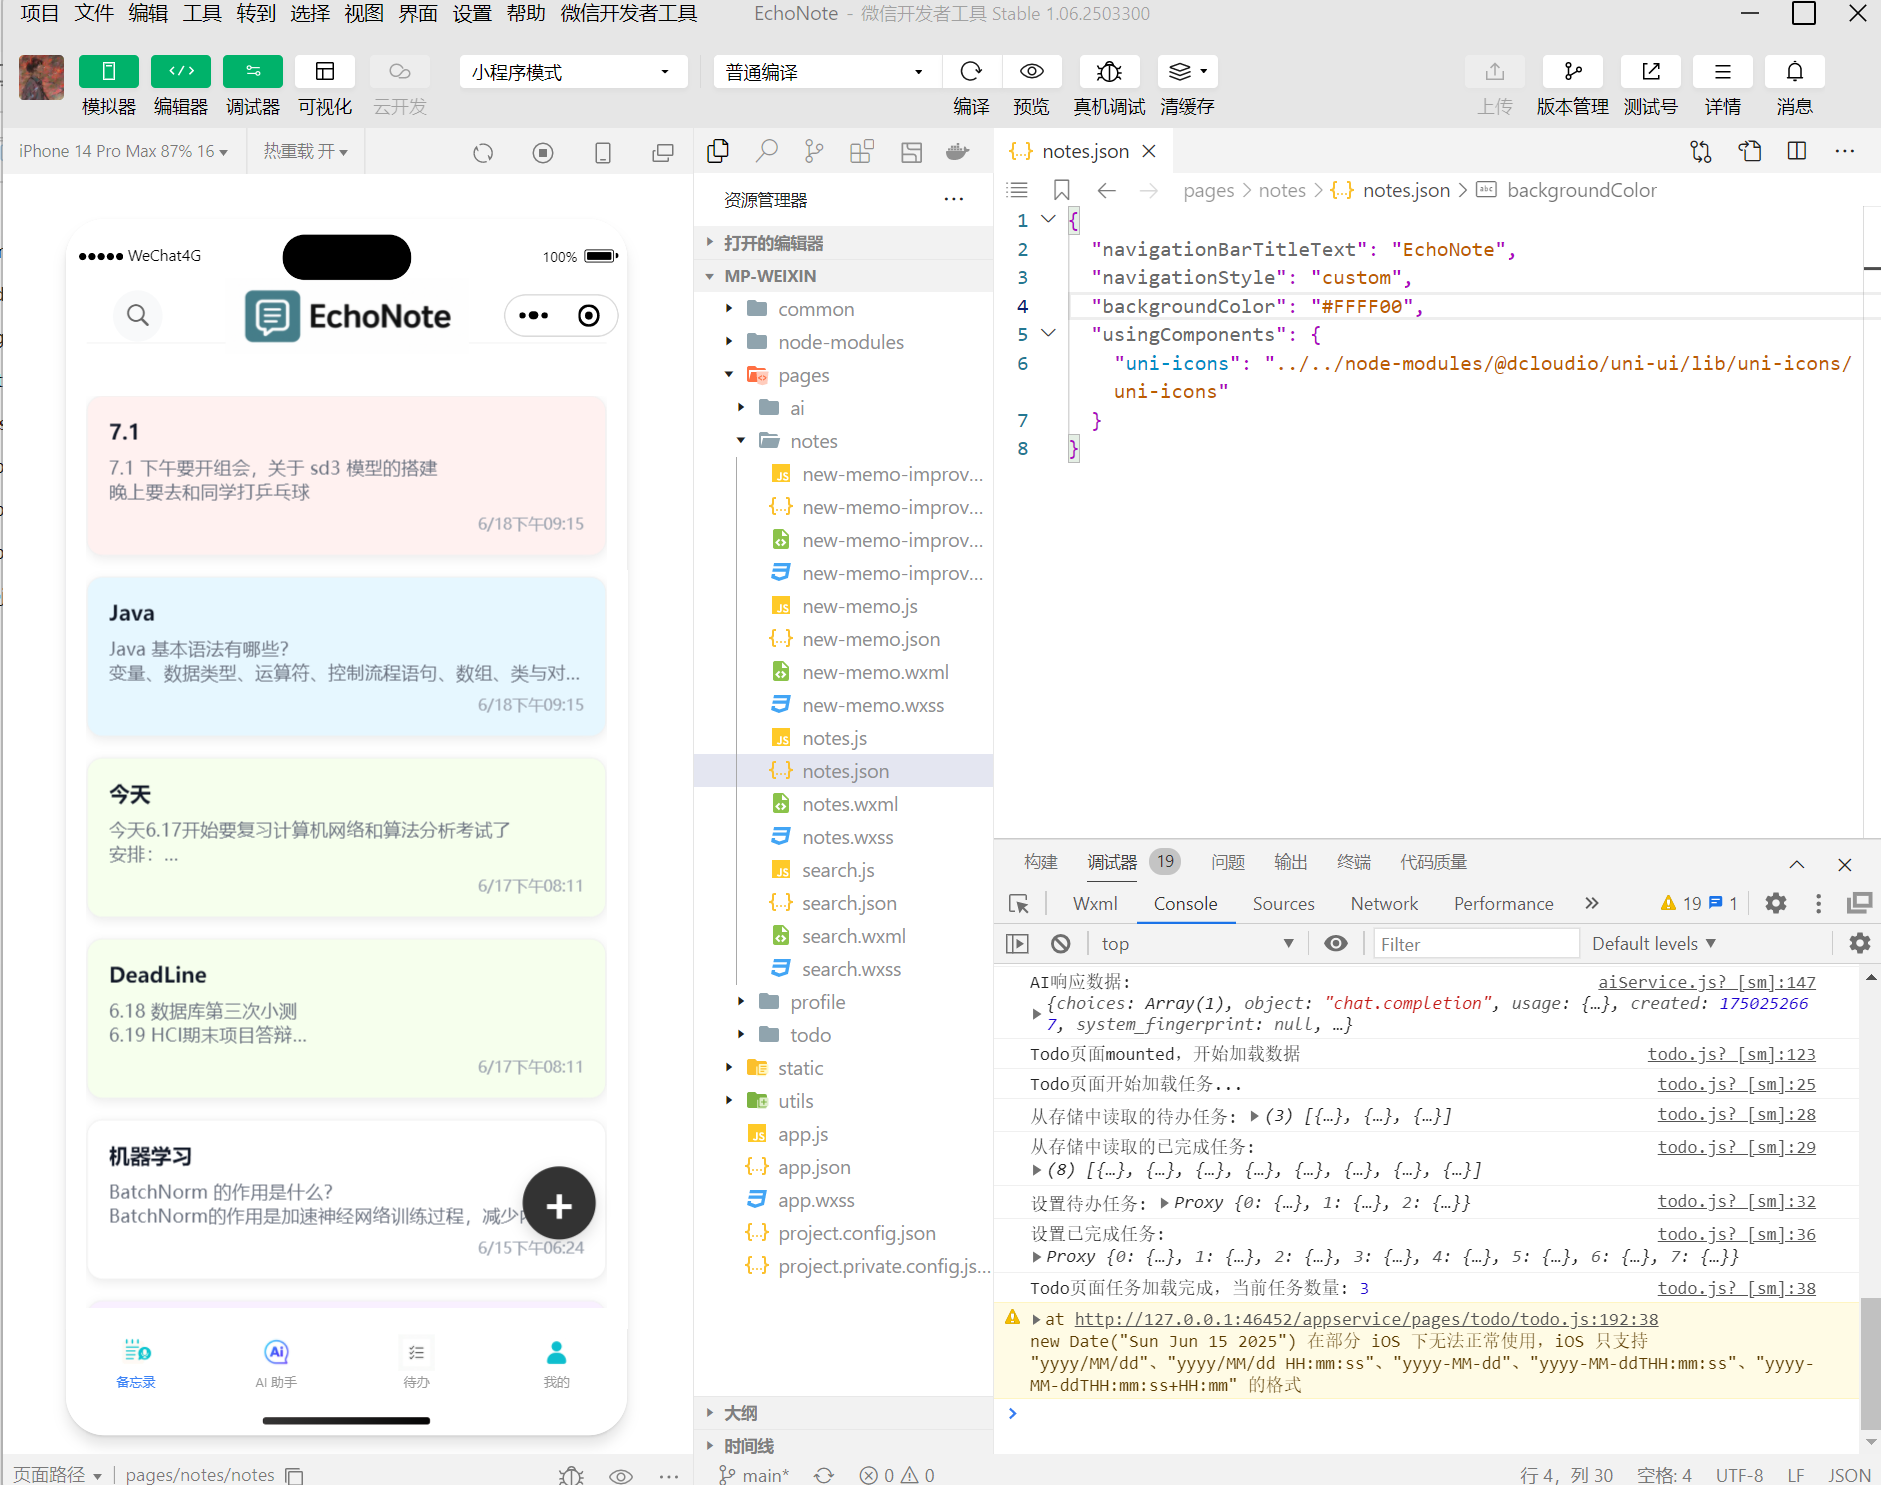 项目 文件 编辑 工具 转到 选择 视图 界面 设置 帮助 微信开发者工具 EchoNote - 微信开发者工具 Stable 1.06.2503300
模拟器 编辑器 调试器 可视化 云开发
小程序模式 普通编译
编译 预览 真机调试 清缓存 上传 版本管理 测试号 详情 消息
iPhone 14 Pro Max 87% 16 热重载 开
WeChat4G 100%
EchoNote
7.1
7.1 下午要开组会，关于 sd3 模型的搭建
晚上要去和同学打乒乓球
6/18下午09:15
Java
Java 基本语法有哪些？
变量、数据类型、运算符、控制流程语句、数组、类与对...
6/18下午09:15
今天
今天6.17开始要复习计算机网络和算法分析考试了
安排：...
6/17下午08:11
DeadLine
6.18 数据库第三次小测
6.19 HCI期末项目答辩...
6/17下午08:11
机器学习
BatchNorm 的作用是什么？
BatchNorm的作用是加速神经网络训练过程，减少
6/15下午06:24
备忘录 AI 助手 待办 我的
页面路径 pages/notes/notes
资源管理器
打开的编辑器
MP-WEIXIN
common
node-modules
pages
ai
notes
new-memo-improv...
new-memo-improv...
new-memo-improv...
new-memo-improv...
new-memo.js
new-memo.json
new-memo.wxml
new-memo.wxss
notes.js
notes.json
notes.wxml
notes.wxss
search.js
search.json
search.wxml
search.wxss
profile
todo
static
utils
app.js
app.json
app.wxss
project.config.json
project.private.config.js...
大纲
时间线
main* 0 0
notes.json
pages > notes > {..} notes.json > backgroundColor
1 {
2 "navigationBarTitleText": "EchoNote",
3 "navigationStyle": "custom",
4 "backgroundColor": "#FFFF00",
5 "usingComponents": {
6 "uni-icons": "../../node-modules/@dcloudio/uni-ui/lib/uni-icons/
uni-icons"
7 }
8 }
构建 调试器 19 问题 输出 终端 代码质量
Wxml Console Sources Network Performance 19 1
top Filter Default levels
AI响应数据: aiService.js? [sm]:147
{choices: Array(1), object: "chat.completion", usage: {…}, created: 175025266
7, system_fingerprint: null, …}
Todo页面mounted，开始加载数据 todo.js? [sm]:123
Todo页面开始加载任务... todo.js? [sm]:25
从存储中读取的待办任务: (3) [{…}, {…}, {…}] todo.js? [sm]:28
从存储中读取的已完成任务: todo.js? [sm]:29
(8) [{…}, {…}, {…}, {…}, {…}, {…}, {…}, {…}]
设置待办任务: Proxy {0: {…}, 1: {…}, 2: {…}} todo.js? [sm]:32
设置已完成任务: todo.js? [sm]:36
Proxy {0: {…}, 1: {…}, 2: {…}, 3: {…}, 4: {…}, 5: {…}, 6: {…}, 7: {…}}
Todo页面任务加载完成，当前任务数量: 3 todo.js? [sm]:38
at http://127.0.0.1:46452/appservice/pages/todo/todo.js:192:38
new Date("Sun Jun 15 2025") 在部分 iOS 下无法正常使用，iOS 只支持
"yyyy/MM/dd"、"yyyy/MM/dd HH:mm:ss"、"yyyy-MM-dd"、"yyyy-MM-ddTHH:mm:ss"、"yyyy-
MM-ddTHH:mm:ss+HH:mm" 的格式
行 4，列 30 空格: 4 UTF-8 LF JSON